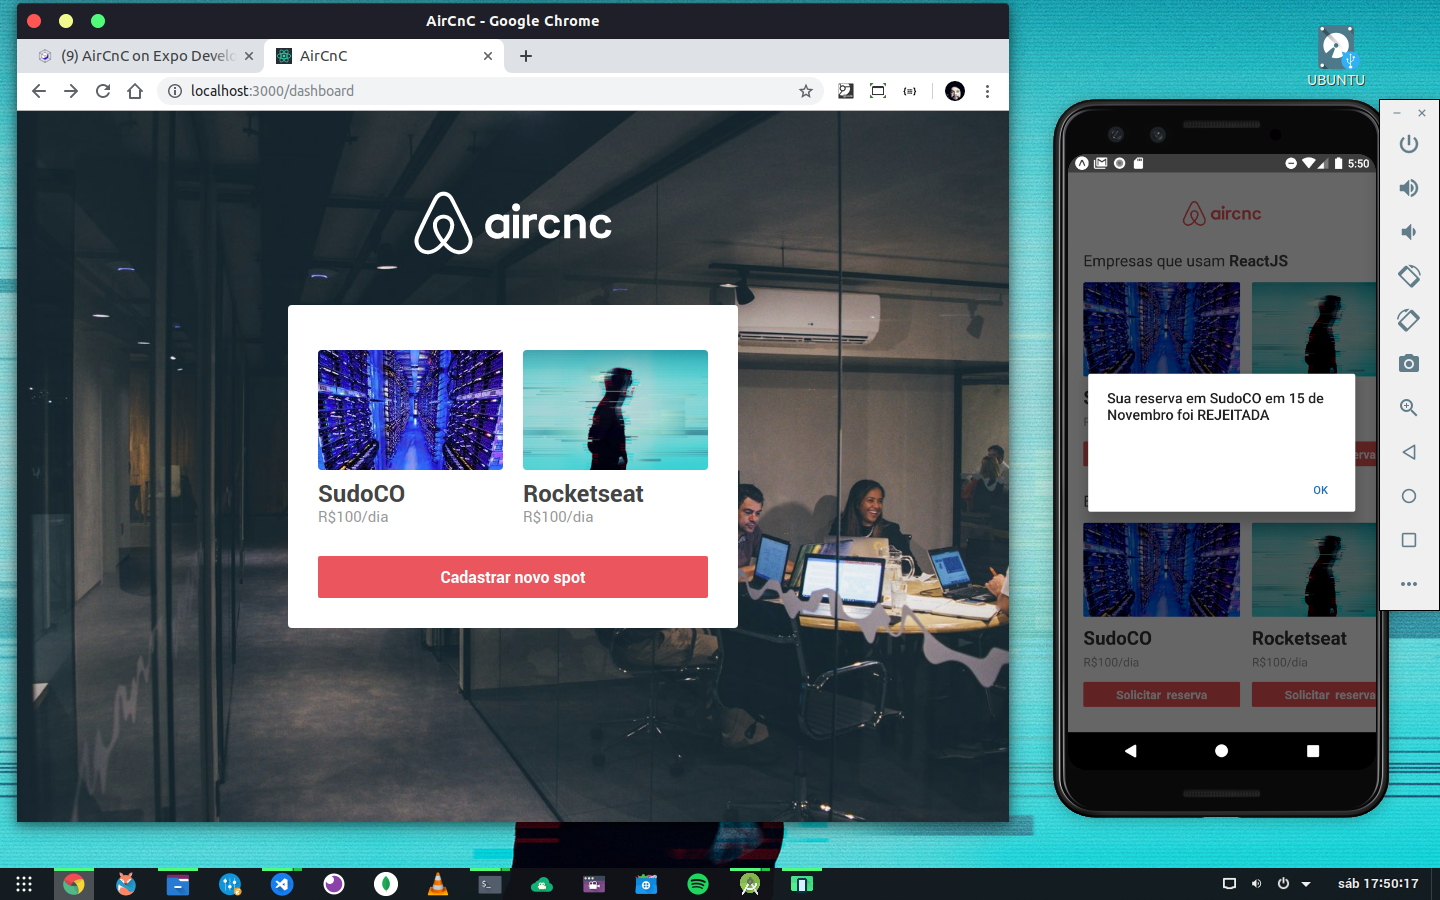 AirCnC - Google Chrome
(9) AirCnC on Expo Develo
AirCnC
localhost:3000/dashboard
aircnc
SudoCO
R$100/dia
Rocketseat
R$100/dia
Cadastrar novo spot
UBUNTU
5:50
aircnc
Empresas que usam ReactJS
Sua reserva em SudoCO em 15 de
Novembro foi REJEITADA
OK
SudoCO
R$100/dia
Solicitar reserva
Rocketseat
R$100/dia
Solicitar reserva
sáb 17:50:17